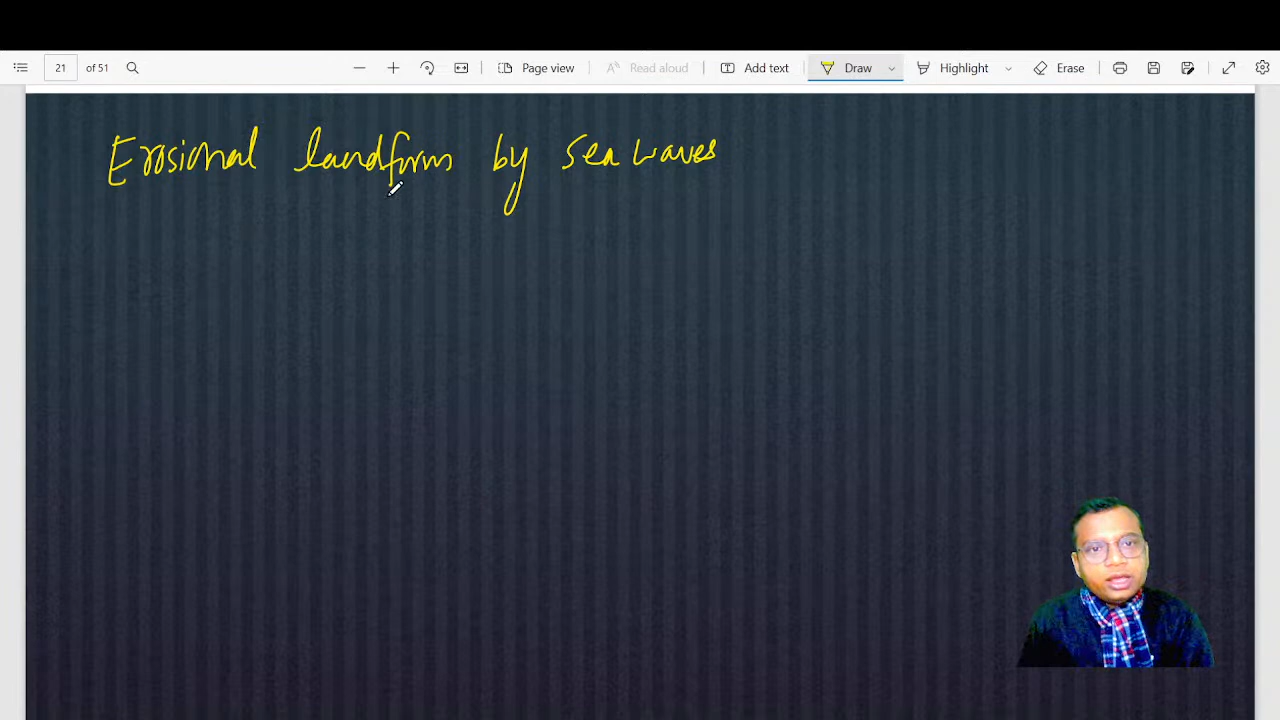 21 of 51 Page view Read aloud Add text Draw Highlight Erase
Erosional landform by sea waves